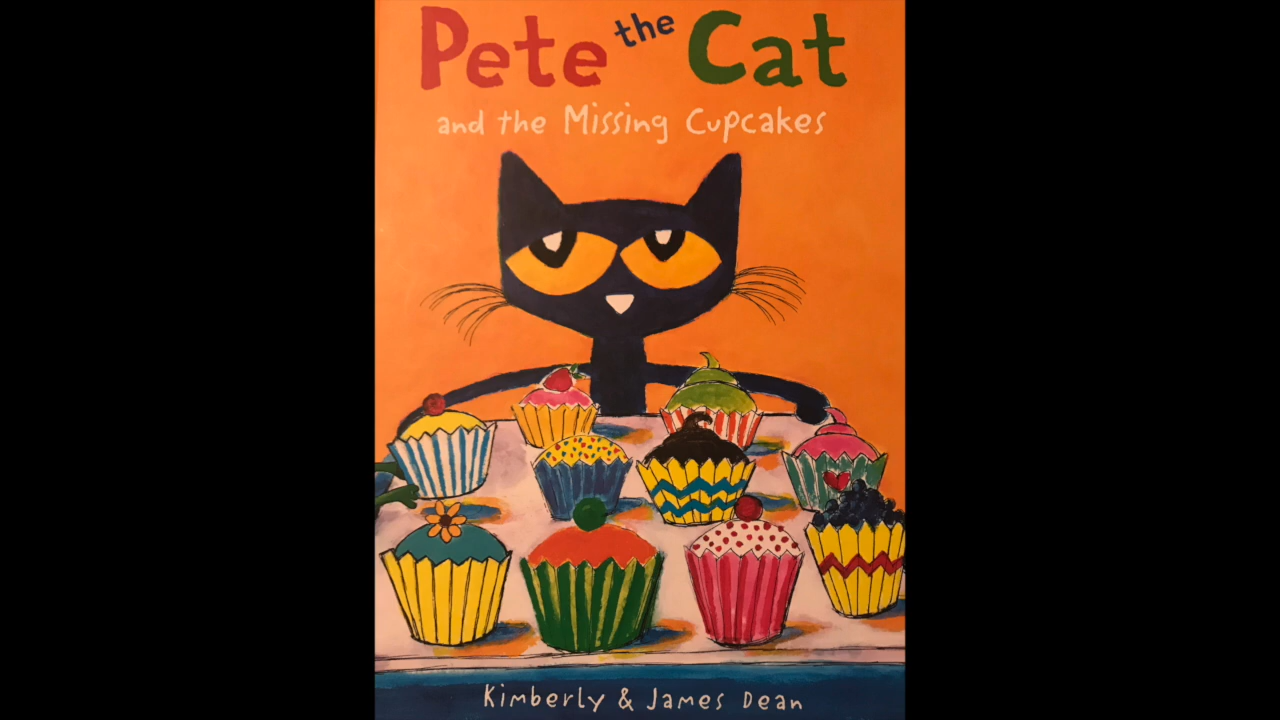 Pete the Cat
and the Missing Cupcakes
Kimberly & James Dean